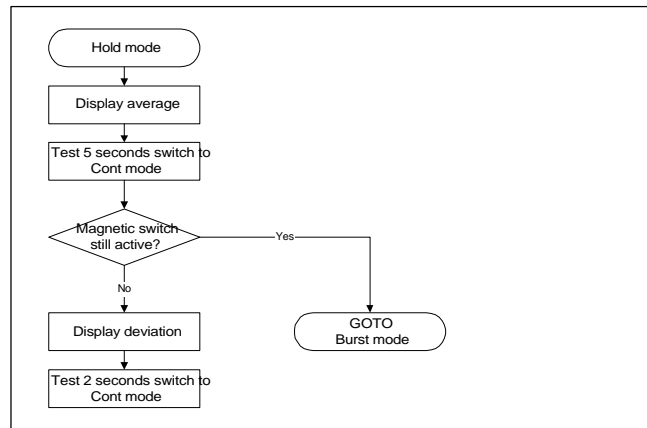 Hold mode
Display average
Test 5 seconds switch to
Cont mode
Magnetic switch
still active?
Yes
No
Display deviation
GOTO
Burst mode
Test 2 seconds switch to
Cont mode